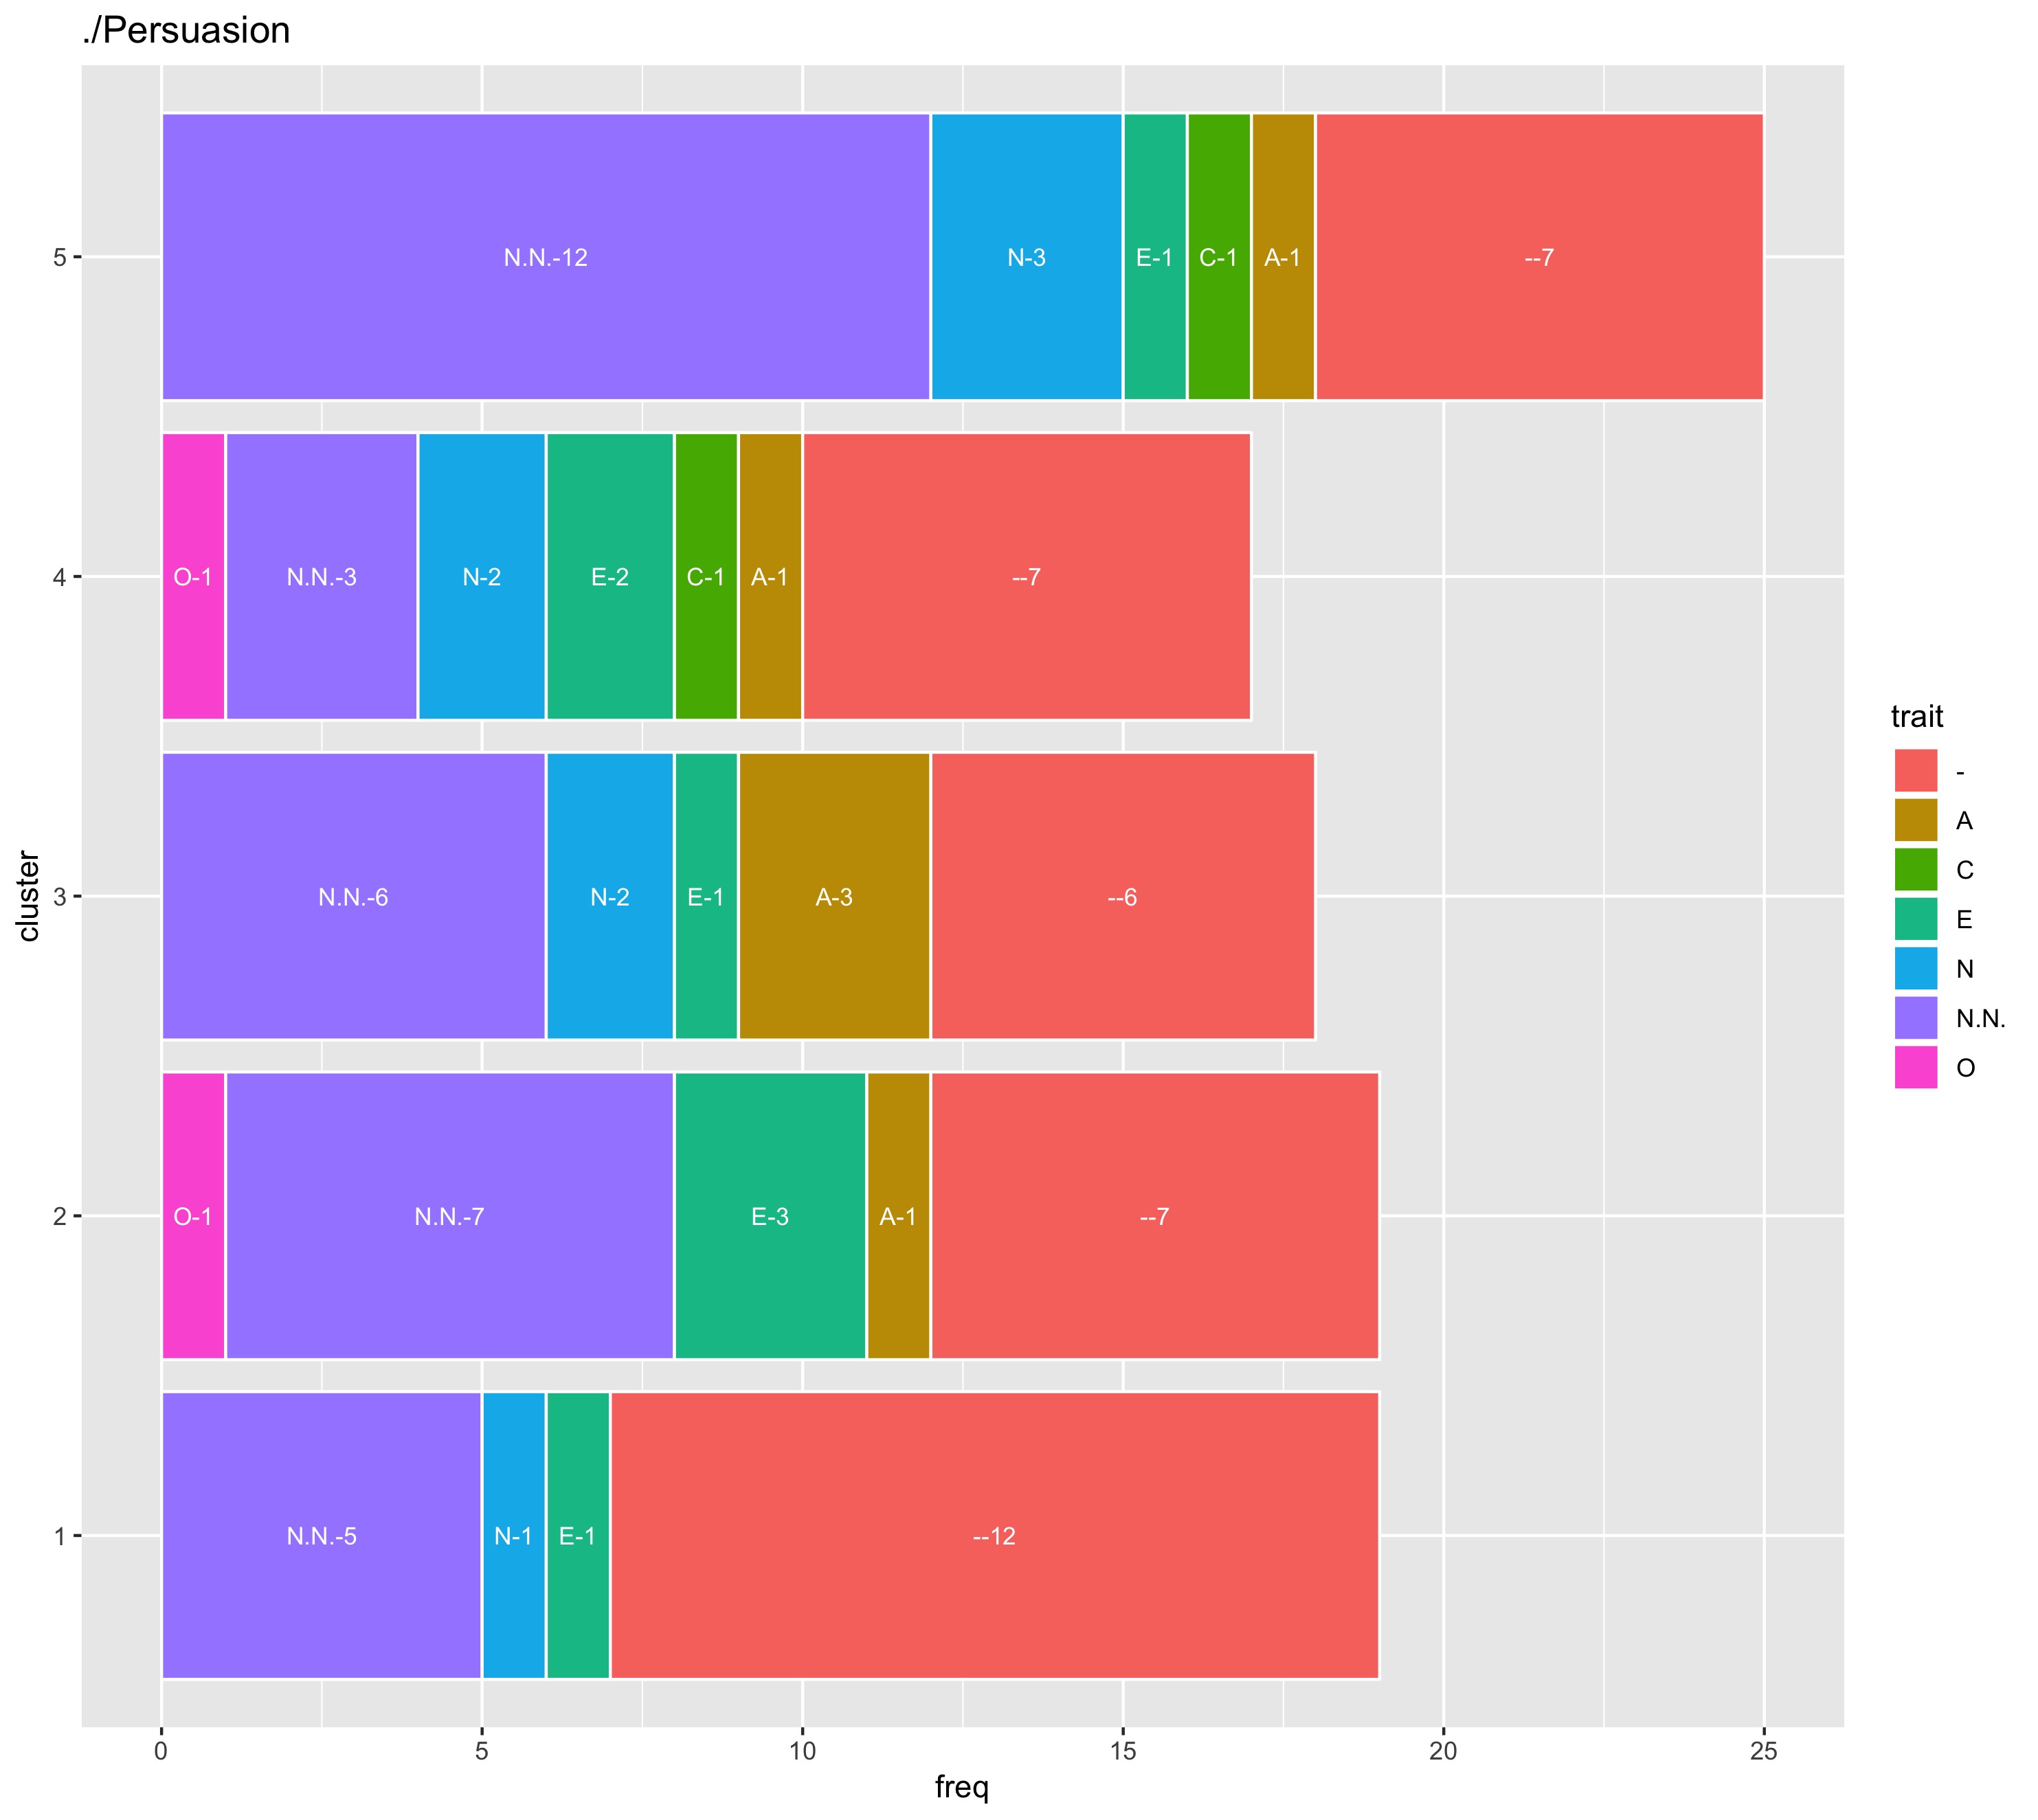 ./Persuasion
5
N.N.-12 N-3 E-1 C-1 A-1 --7
4
O-1 N.N.-3 N-2 E-2 C-1 A-1 --7
3
N.N.-6 N-2 E-1 A-3 --6
2
O-1 N.N.-7 E-3 A-1 --7
1
N.N.-5 N-1 E-1 --12
cluster
0 5 10 15 20 25
freq
trait
-
A
C
E
N
N.N.
O